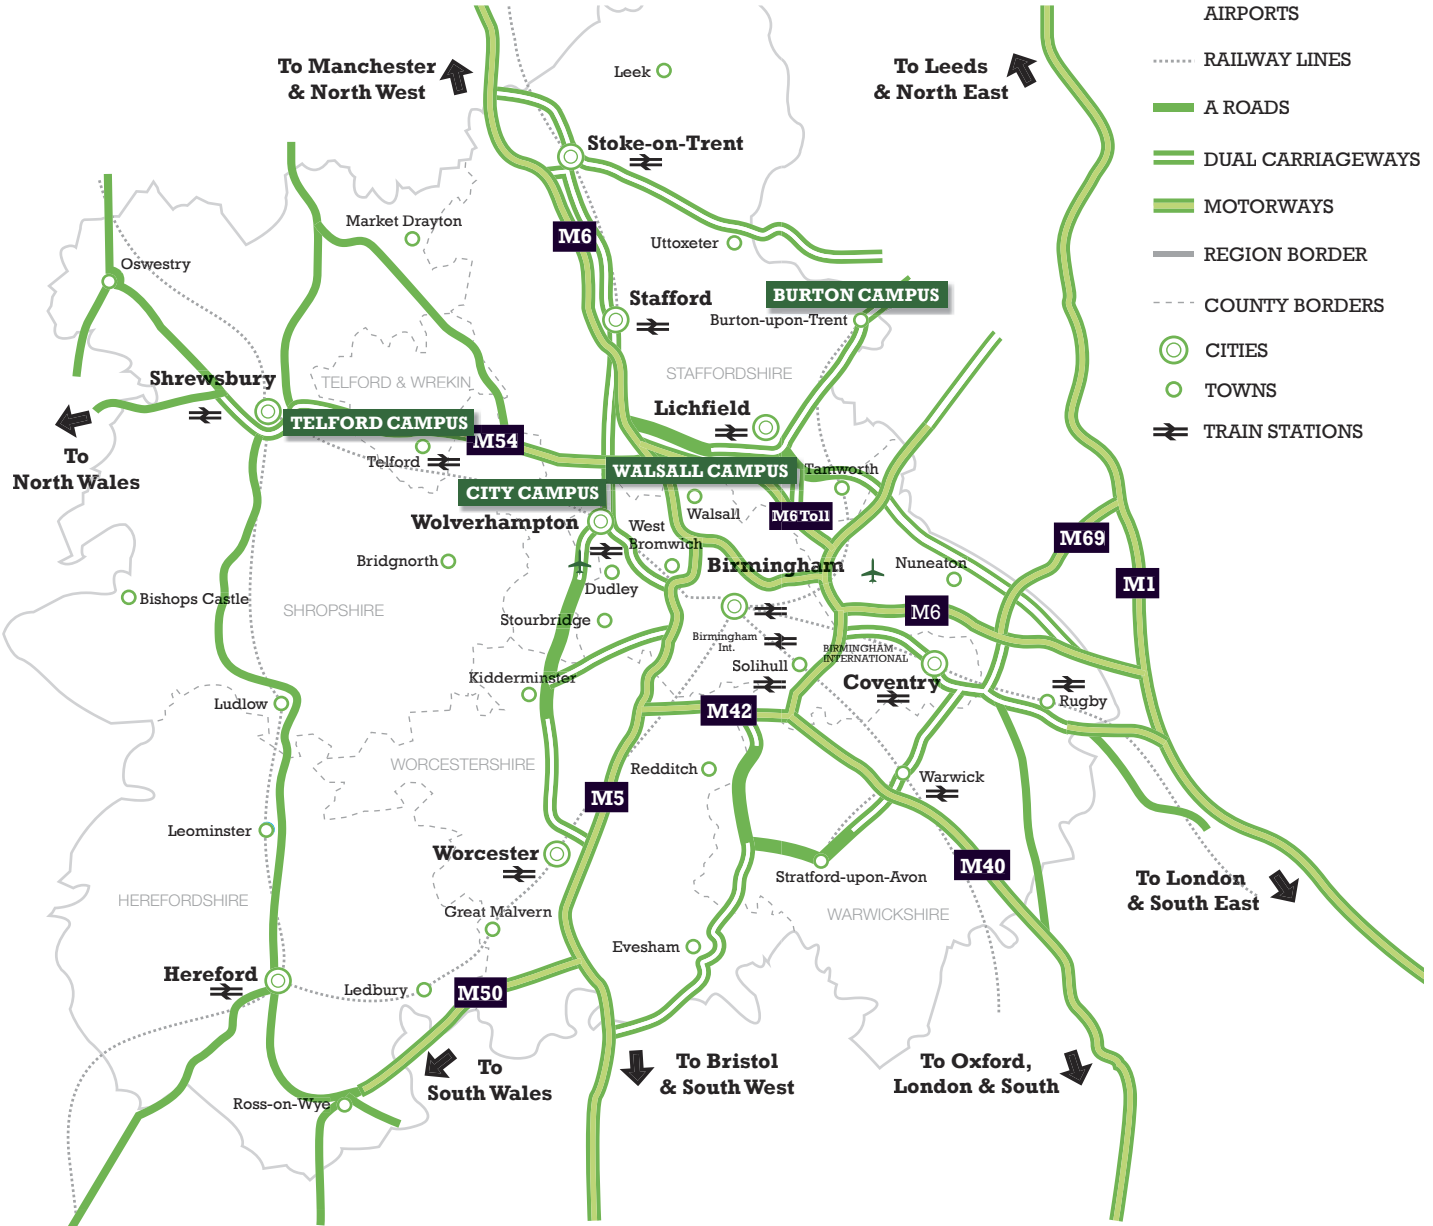 AIRPORTS
RAILWAY LINES
A ROADS
DUAL CARRIAGEWAYS
MOTORWAYS
REGION BORDER
COUNTY BORDERS
CITIES
TOWNS
TRAIN STATIONS
To Manchester
& North West
Leek
To Leeds
& North East
Stoke-on-Trent
Market Drayton
M6
Uttoxeter
Oswestry
Stafford
BURTON CAMPUS
Burton-upon-Trent
Shrewsbury
TELFORD & WREKIN
STAFFORDSHIRE
Lichfield
TELFORD CAMPUS
M54
To
North Wales
Telford
WALSALL CAMPUS
Tamworth
CITY CAMPUS
Walsall
M6 Toll
Wolverhampton
West
Bromwich
M69
Bridgnorth
Birmingham
Nuneaton
Dudley
M1
Bishops Castle
SHROPSHIRE
Stourbridge
M6
Birmingham
Int.
BIRMINGHAM
INTERNATIONAL
Solihull
Kidderminster
Coventry
Ludlow
M42
Rugby
WORCESTERSHIRE
Redditch
Warwick
M5
Leominster
Worcester
M40
Stratford-upon-Avon
To London
& South East
HEREFORDSHIRE
Great Malvern
WARWICKSHIRE
Evesham
Hereford
Ledbury
M50
To
South Wales
To Bristol
& South West
To Oxford,
London & South
Ross-on-Wye